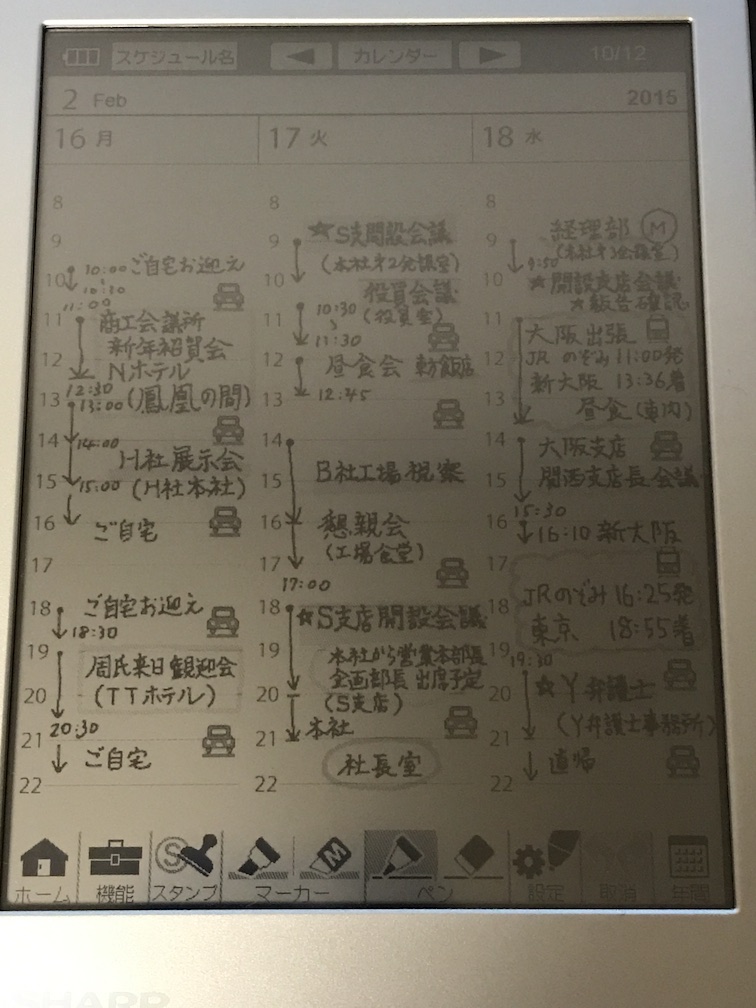 スケジュール名
◀ カレンダー ▶
10/12
2 Feb
2015
16 月
17 火
18 水
8
9
10
11
12
13
14
15
16
17
18
19
20
21
22
10:00 ご自宅お迎え
10:10
11:00
商工会議所
新年祝賀会
Nホテル
12:30
13:00 (鳳凰の間)
14:00
H社展示会
15:00 (H社本社)
ご自宅
ご自宅お迎え
18:30
周氏来日歓迎会
(TTホテル)
20:30
ご自宅
8
9
10
11
12
13
14
15
16
17
18
19
20
21
22
★S支開設会議
(本社第2会議室)
役員会議
10:30 (役員室)
11:30
昼食会 東方飯店
12:45
B社工場視察
懇親会
(工場食堂)
17:00
★S支店開設会議
本社から営業本部長
企画部長 出席予定
(S支店)
本社
社長室
8
9
10
11
12
13
14
15
16
17
18
19
20
21
22
経理部 M
(本社第3会議室)
9:50
★開設支店会議
★報告確認
大阪出張
JR のぞみ 11:00発
新大阪 13:36着
昼食 (車内)
大阪支店
関西支店長会議
15:30
16:10 新大阪
JRのぞみ 16:25発
東京 18:55着
19:30
★Y弁護士
(Y弁護士事務所)
直帰
ホーム
機能
スタンプ
マーカー
ペン
設定
取消
年間
SHARP